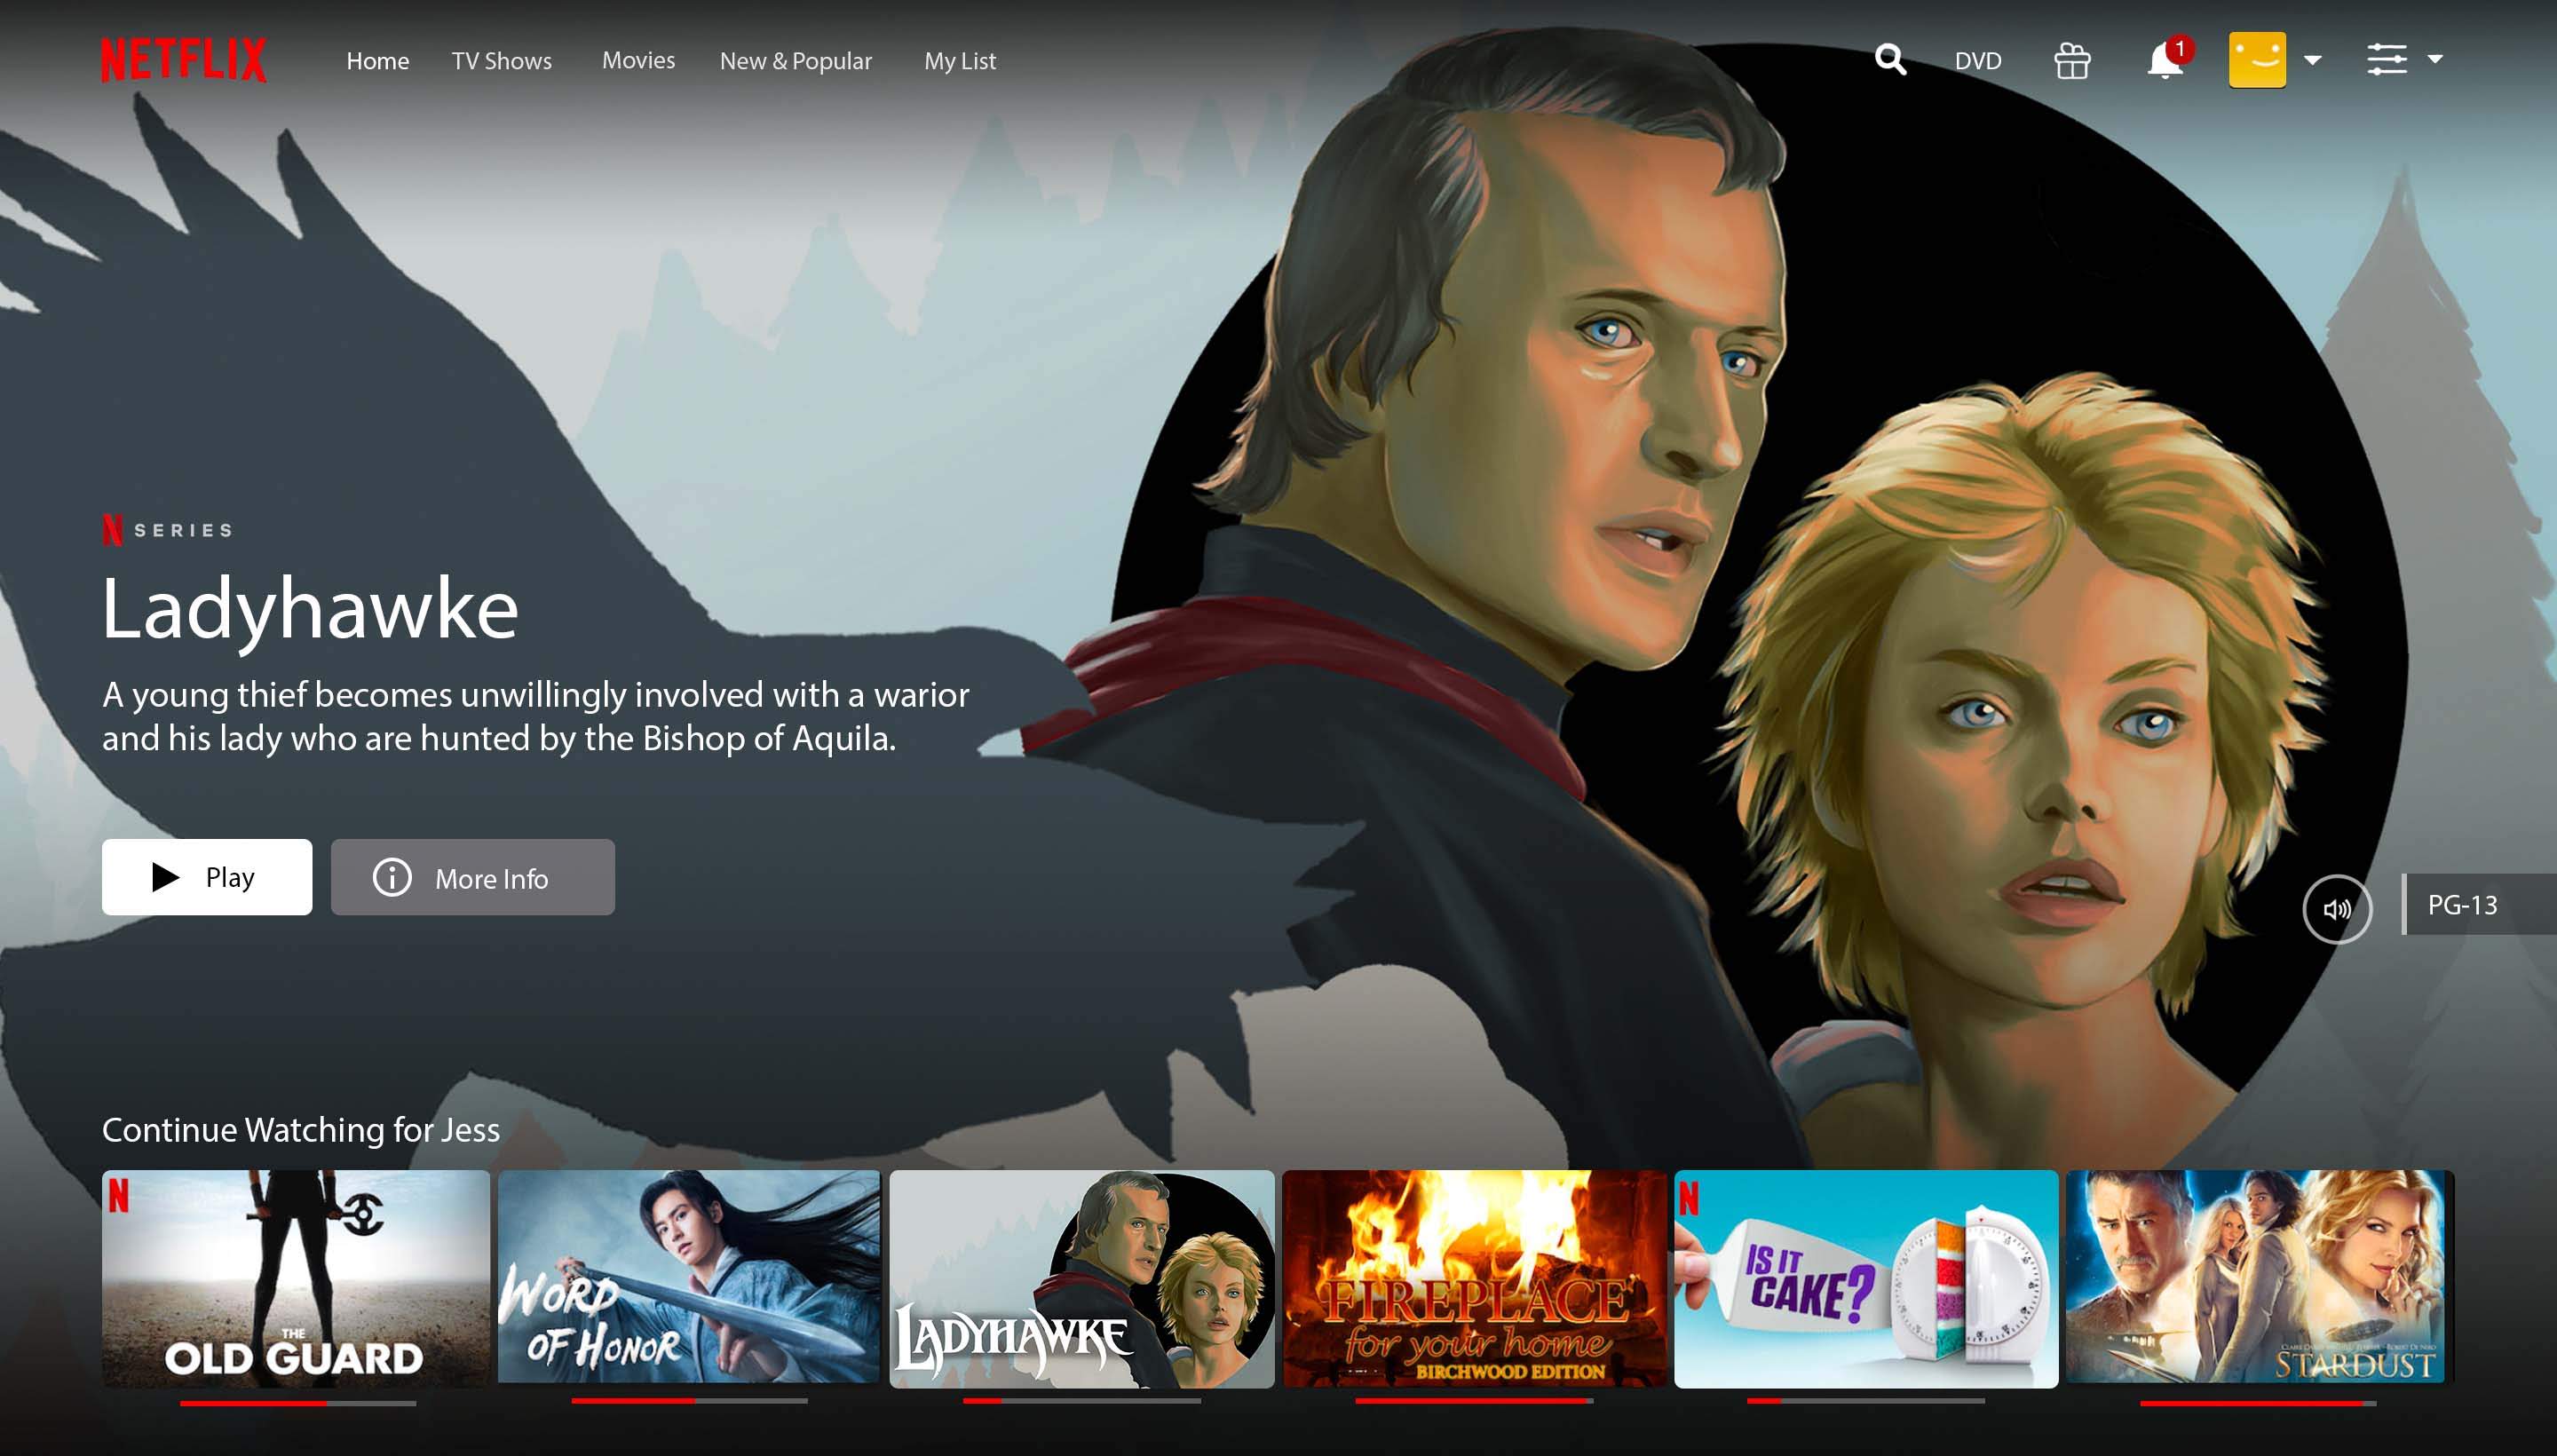 NETFLIX Home TV Shows Movies New & Popular My List DVD 1
N SERIES
Ladyhawke
A young thief becomes unwillingly involved with a warior
and his lady who are hunted by the Bishop of Aquila.
Play More Info
PG-13
Continue Watching for Jess
N
THE
OLD GUARD
WORD
OF HONOR
LADYHAWKE
FIREPLACE
for your home
BIRCHWOOD EDITION
N
IS IT
CAKE?
STARDUST